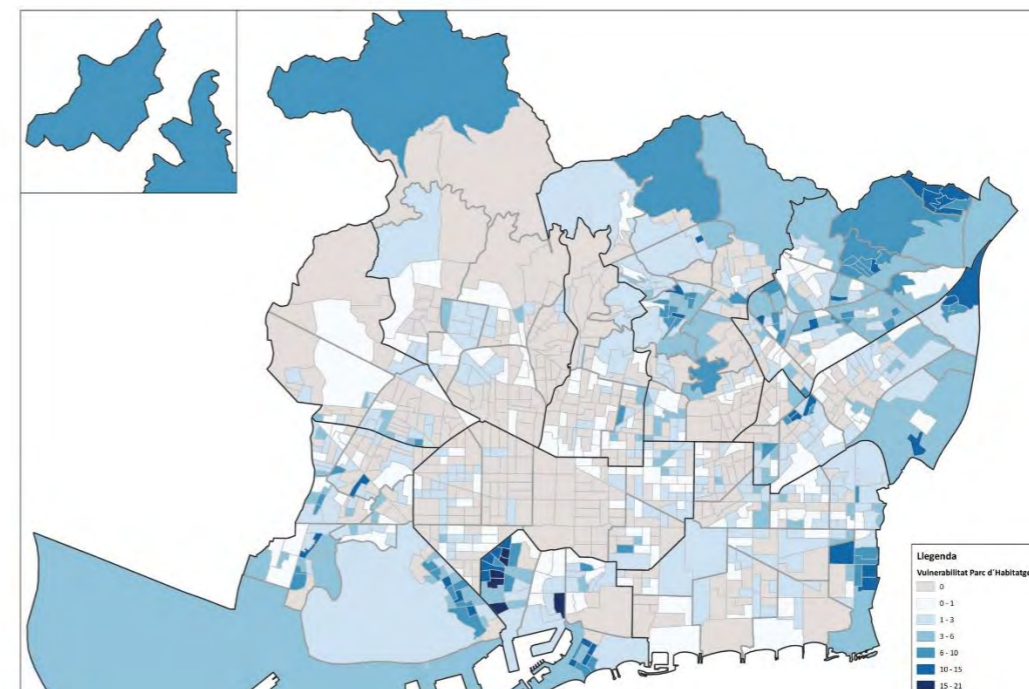 Llegenda
Vulnerabilitat Parc d'Habitatge
0
0 - 1
1 - 3
3 - 6
6 - 10
10 - 15
15 - 21